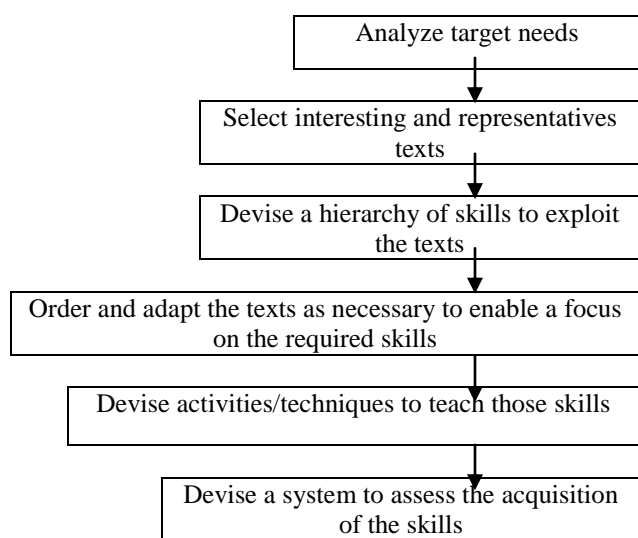 Analyze target needs
Select interesting and representatives
texts
Devise a hierarchy of skills to exploit
the texts
Order and adapt the texts as necessary to enable a focus
on the required skills
Devise activities/techniques to teach those skills
Devise a system to assess the acquisition
of the skills